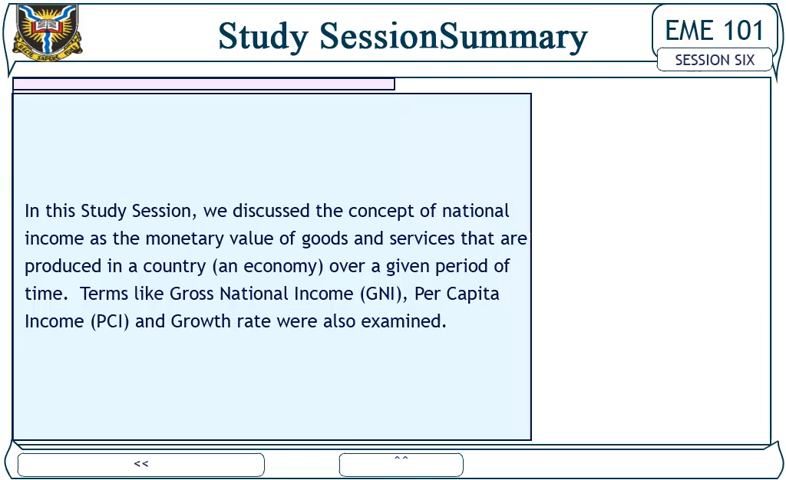 Study SessionSummary
EME 101
SESSION SIX
In this Study Session, we discussed the concept of national
income as the monetary value of goods and services that are
produced in a country (an economy) over a given period of
time.  Terms like Gross National Income (GNI), Per Capita
Income (PCI) and Growth rate were also examined.
<<
^^